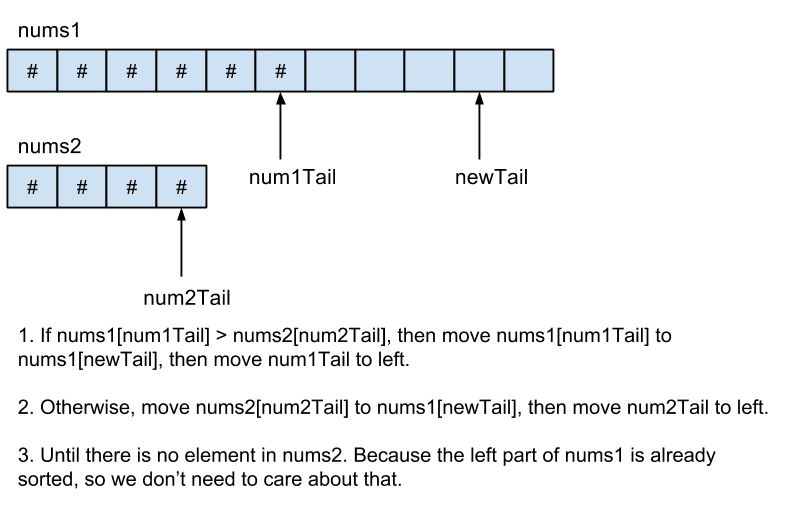 nums1
# # # # # #
nums2
num1Tail newTail
# # # #
num2Tail
1. If nums1[num1Tail] > nums2[num2Tail], then move nums1[num1Tail] to
nums1[newTail], then move num1Tail to left.
2. Otherwise, move nums2[num2Tail] to nums1[newTail], then move num2Tail to left.
3. Until there is no element in nums2. Because the left part of nums1 is already
sorted, so we don’t need to care about that.